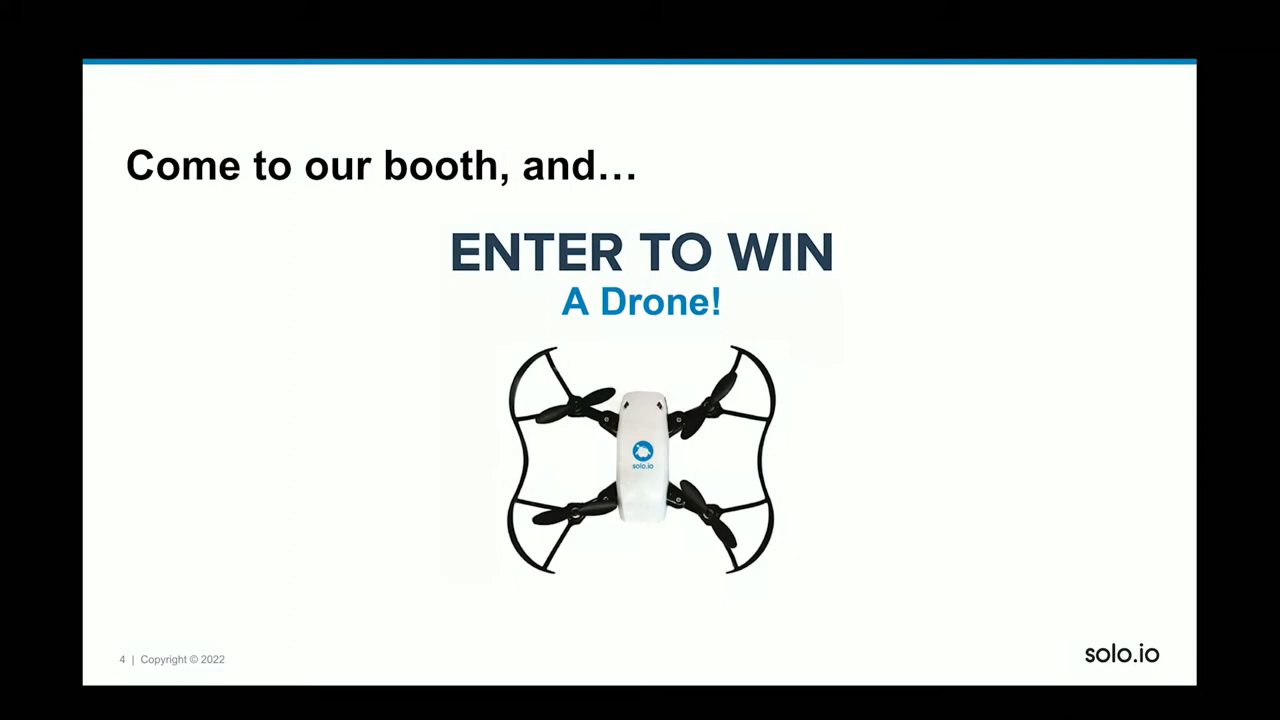 Come to our booth, and…
ENTER TO WIN
A Drone!
solo.io
4 | Copyright © 2022
solo.io